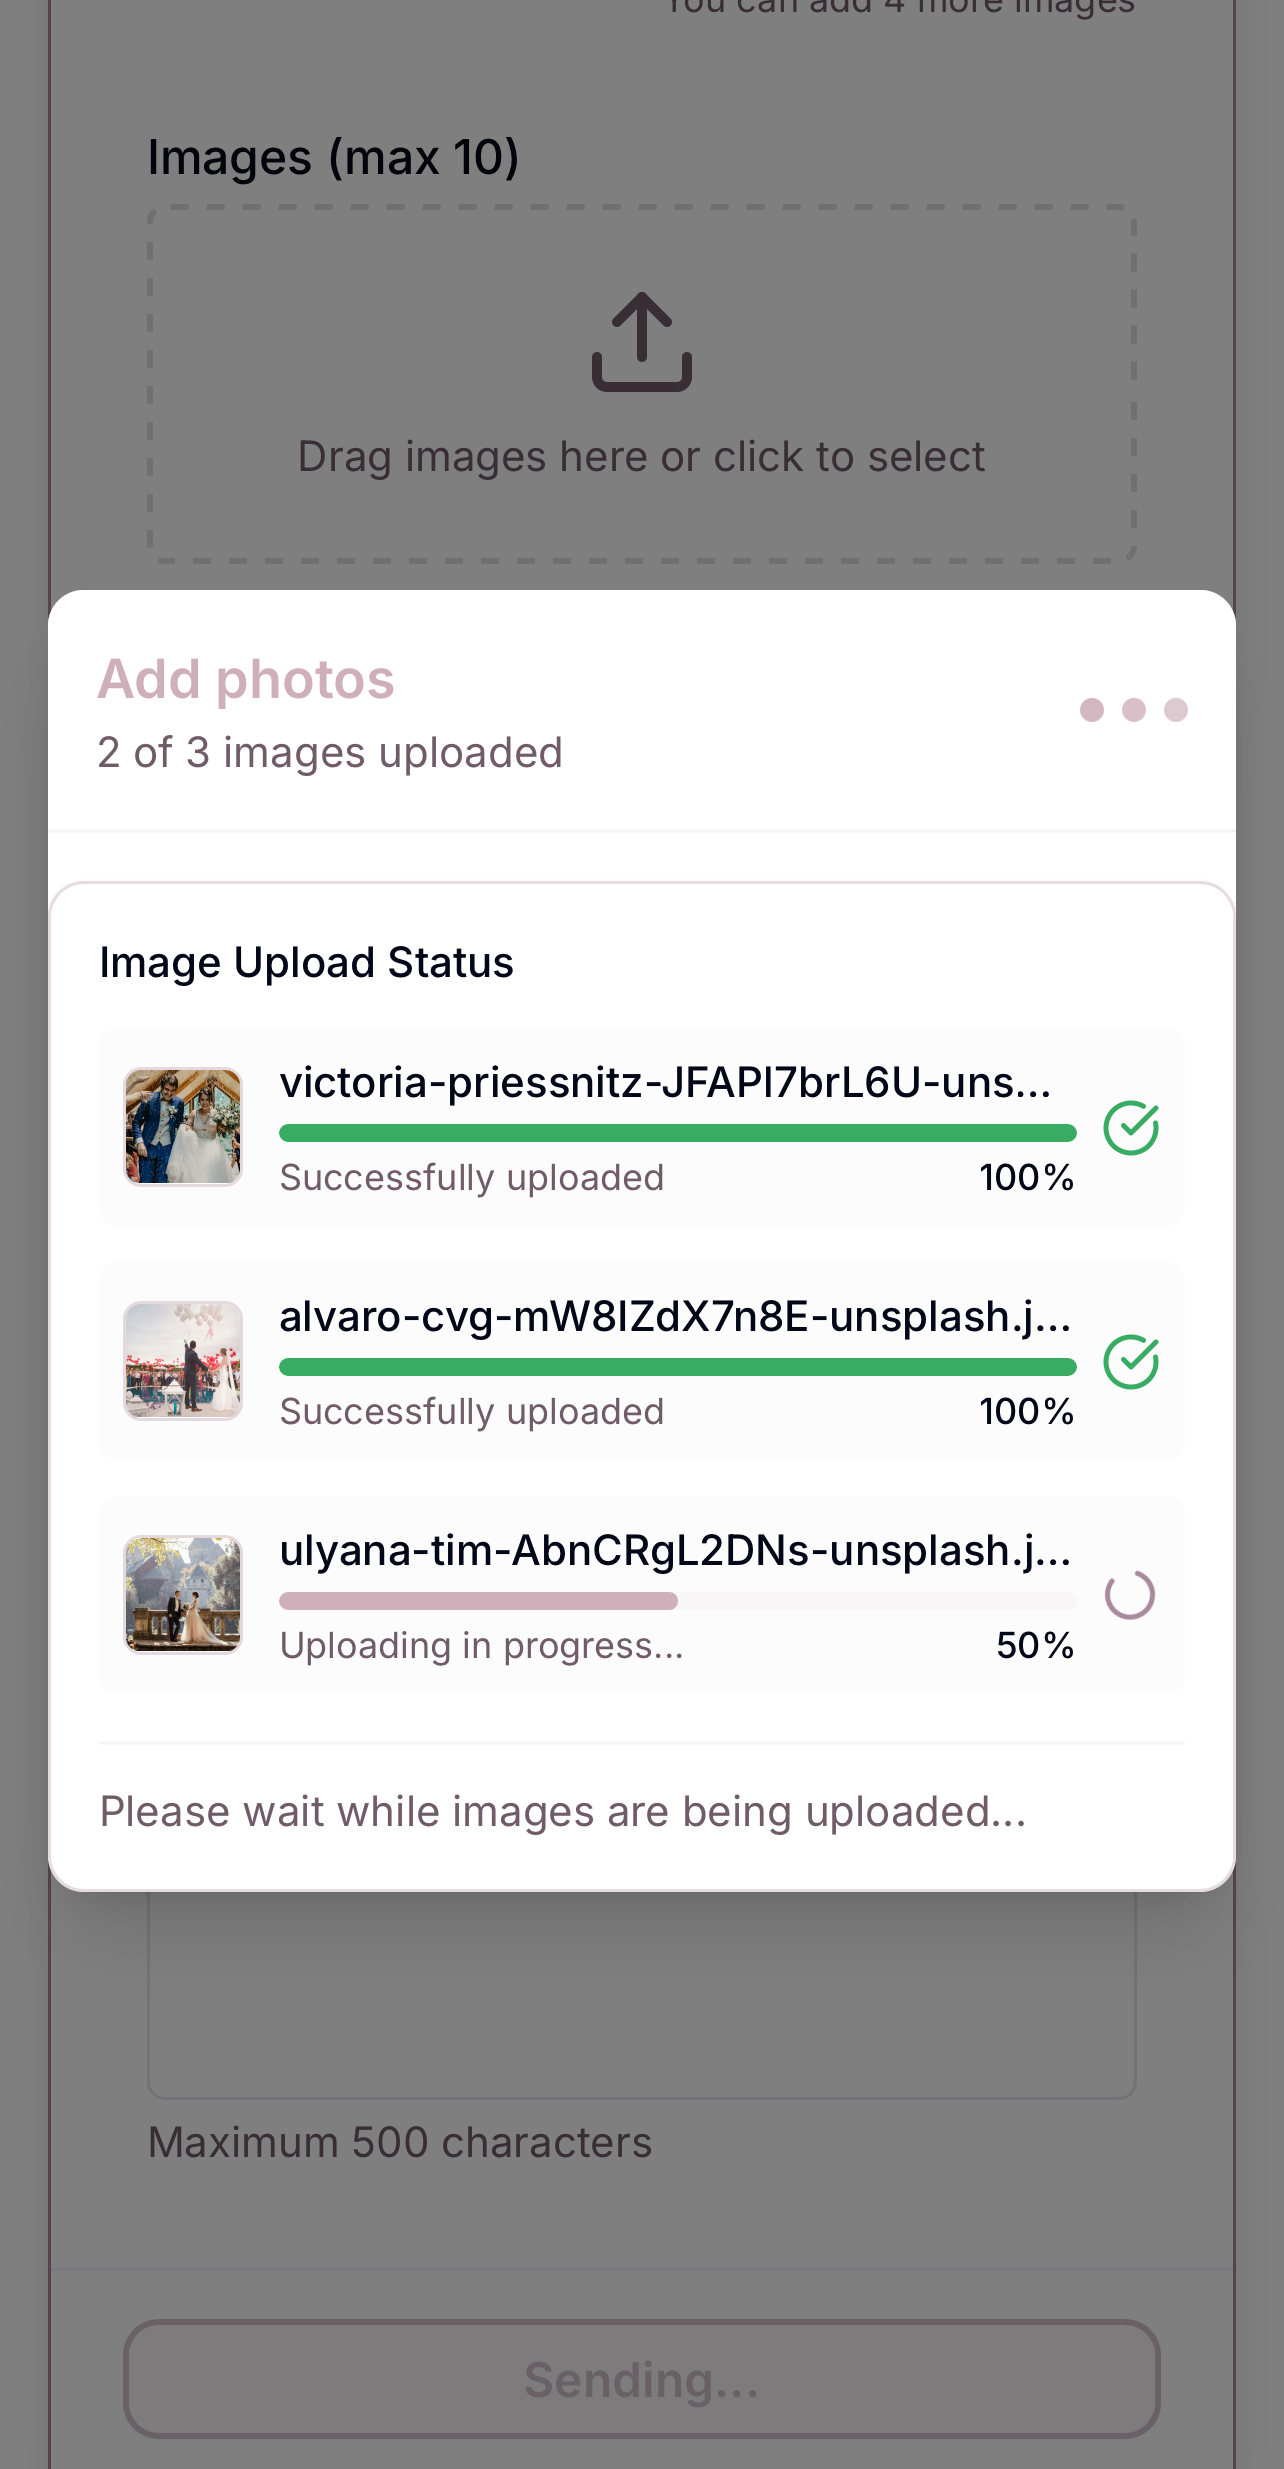 You can add 4 more images
Images (max 10)
Drag images here or click to select
Add photos
2 of 3 images uploaded
Image Upload Status
victoria-priessnitz-JFAPI7brL6U-uns...
Successfully uploaded
100%
alvaro-cvg-mW8IZdX7n8E-unsplash.j...
Successfully uploaded
100%
ulyana-tim-AbnCRgL2DNs-unsplash.j...
Uploading in progress...
50%
Please wait while images are being uploaded...
Maximum 500 characters
Sending...